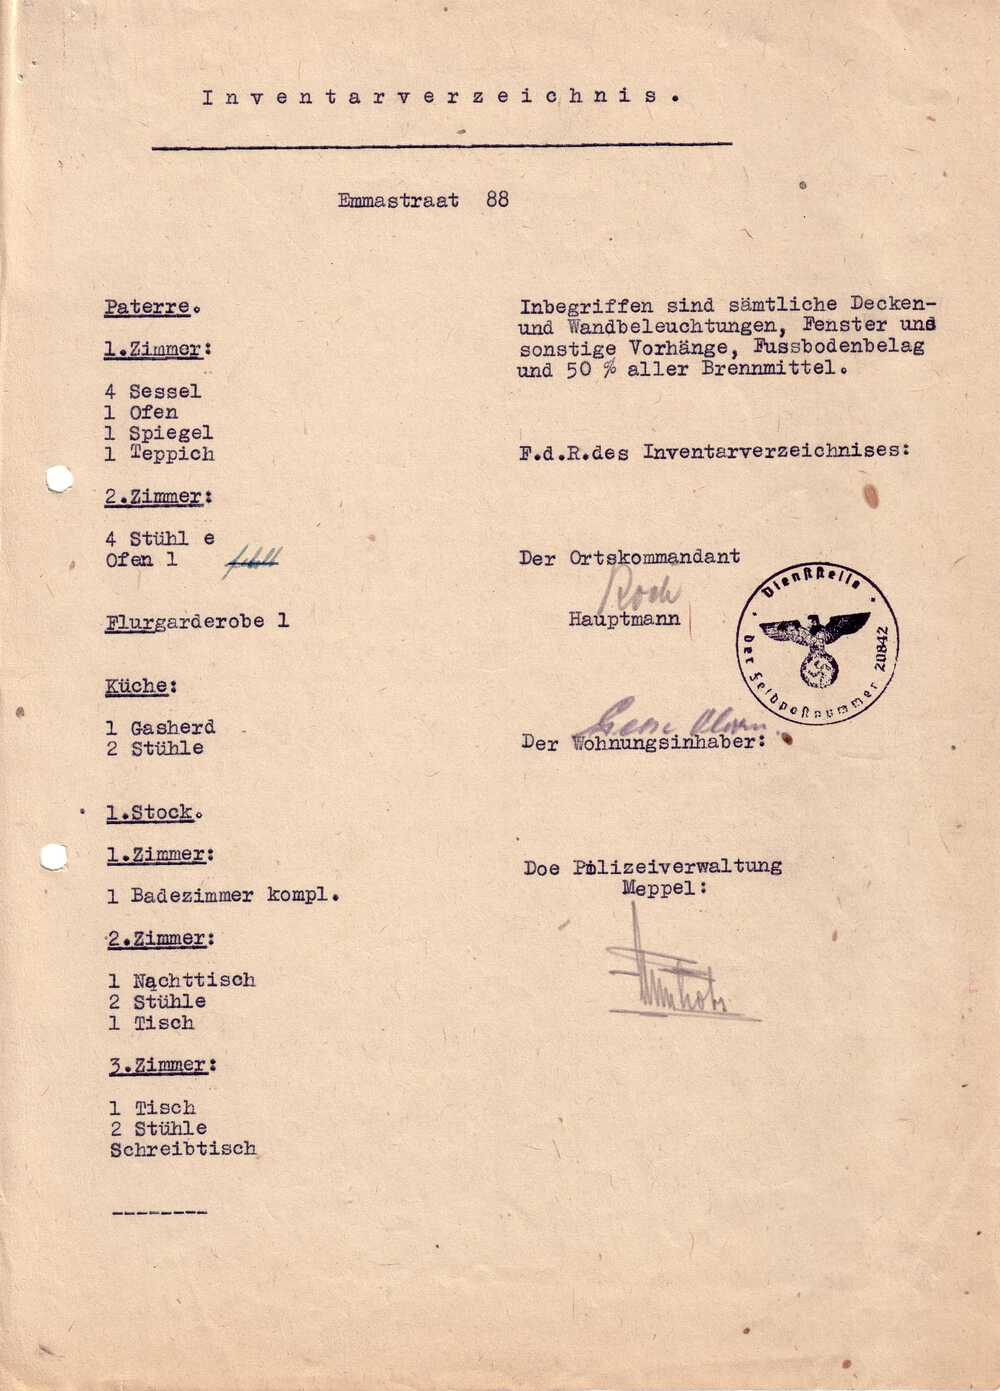 Inventarverzeichnis.
Emmastraat 88
Paterre.
1.Zimmer:
4 Sessel
1 Ofen
1 Spiegel
1 Teppich
2.Zimmer:
4 Stühl e
Ofen 1 fehlt
Flurgarderobe 1
Küche:
1 Gasherd
2 Stühle
1.Stock.
1.Zimmer:
1 Badezimmer kompl.
2.Zimmer:
1 Nachttisch
2 Stühle
1 Tisch
3.Zimmer:
1 Tisch
2 Stühle
Schreibtisch
--------
Inbegriffen sind sämtliche Decken-
und Wandbeleuchtungen, Fenster und
sonstige Vorhänge, Fussbodenbelag
und 50 % aller Brennmittel.
F.d.R.des Inventarverzeichnises:
Der Ortskommandant
Hauptmann
Dienststelle
der Feldpostnummer 20842
Der Wohnungsinhaber:
Doe Pölizeiverwaltung
Meppel: